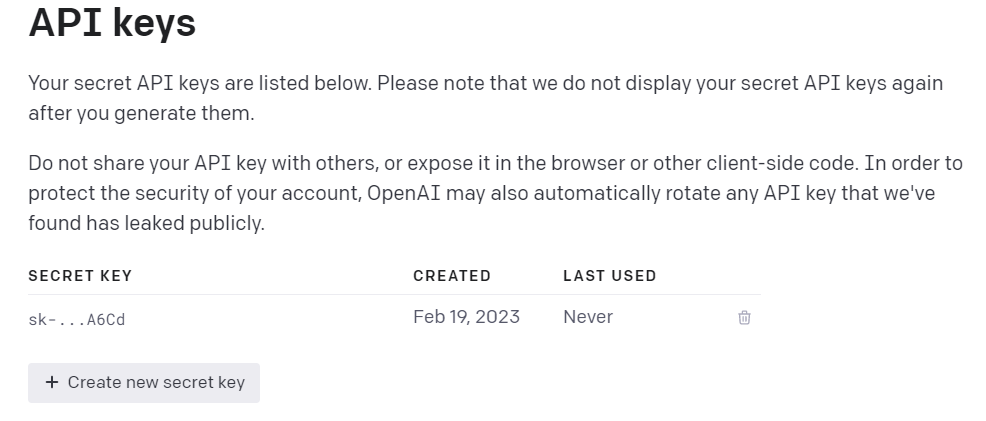 API keys
Your secret API keys are listed below. Please note that we do not display your secret API keys again
after you generate them.
Do not share your API key with others, or expose it in the browser or other client-side code. In order to
protect the security of your account, OpenAI may also automatically rotate any API key that we've
found has leaked publicly.
SECRET KEY CREATED LAST USED
sk-...A6Cd Feb 19, 2023 Never
+ Create new secret key